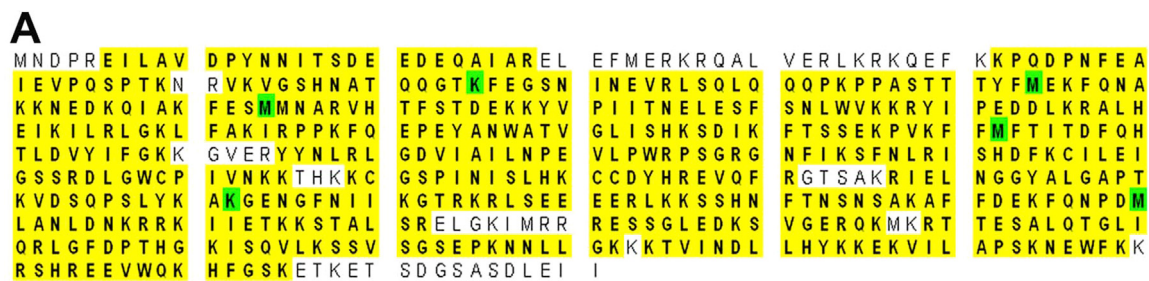 A
MNDPREILAV DPYNNITSDE EDEQAIAREL EFMERKRQAL VERLKRKQEF KKPQDPNFEA
IEVPQSPTKN RVKVGSHNAT QQGTKFEGSN INEVRLSQLQ QQPKPPASTT TYFMEKFQNA
KKNEDKQIAK FESMMNARVH TFSTDEKKYV PIITNELESF SNLWVKKRYI PEDDLKRALH
EIKILRLGKL FAKIRPPKFQ EPEYANWATV GLISHKSDIK FTSSEKPVKF FMFTITDFQH
TLDVYIFGKK GVERYYNLRL GDVIAILNPE VLPWRPSGRG NFIKSFNLRI SHDFKCILEI
GSSRDLGWCP IVNKKTHKKC GSPINISLHK CCDYHREVQF RGTSAKRIEL NGGYALGAPT
KVDSQPSLYK AKGENGFNII KGTRKRLSEE EERLKKSSHN FTNSNSAKAF FDEKFQNPDM
LANLDNKRRK IIETKKSTAL SRELGKIMRR RESSGLEDKS VGERQKMKRT TESALQTGLI
QRLGFDPTHG KISQVLKSSV SGSEPKNNLL GKKKTVINDL LHYKKEKVIL APSKNEWFKK
RSHREEVWQK HFGSKETKET SDGSASDLEI I